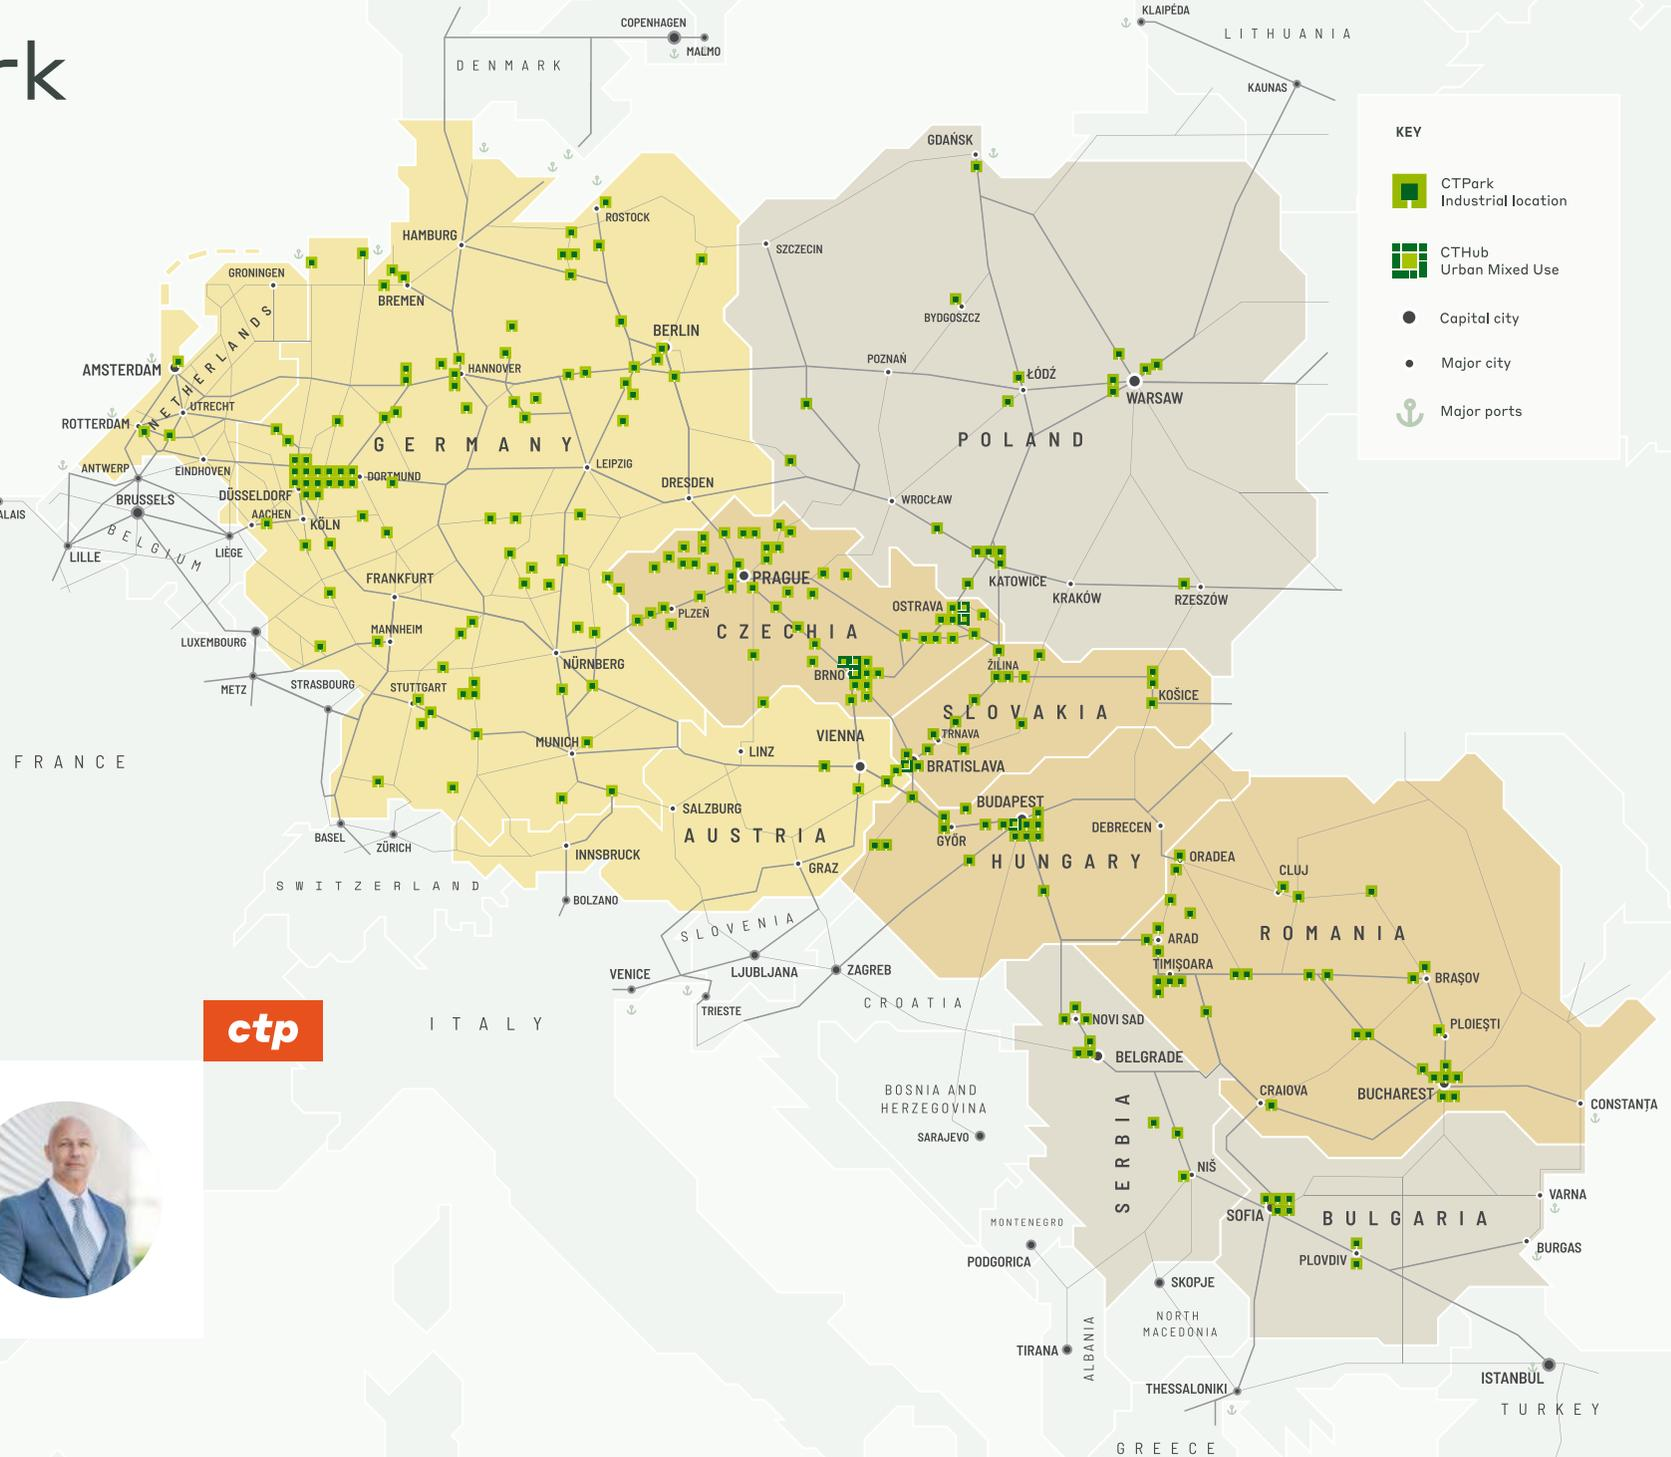 rk
COPENHAGEN
MALMO
DENMARK
KLAIPÉDA
LITHUANIA
KAUNAS
KEY
CTPark
Industrial location
CTHub
Urban Mixed Use
Capital city
Major city
Major ports
GDAŃSK
ROSTOCK
HAMBURG
SZCZECIN
GRONINGEN
BREMEN
BYDGOSZCZ
BERLIN
AMSTERDAM
NETHERLANDS
HANNOVER
POZNAŃ
ŁÓDŹ
WARSAW
UTRECHT
ROTTERDAM
GERMANY
POLAND
ANTWERP
EINDHOVEN
DORTMUND
LEIPZIG
DRESDEN
BRUSSELS
DÜSSELDORF
WROCŁAW
ALAIS
AACHEN
KÖLN
BELGIUM
LILLE
LIÈGE
FRANKFURT
PRAGUE
KATOWICE
KRAKÓW
RZESZÓW
OSTRAVA
PLZEŇ
CZECHIA
MANNHEIM
LUXEMBOURG
NÜRNBERG
ŽILINA
BRNO
METZ
STRASBOURG
STUTTGART
KOŠICE
SLOVAKIA
VIENNA
TRNAVA
MUNICH
LINZ
FRANCE
BRATISLAVA
SALZBURG
BUDAPEST
BASEL
ZÜRICH
AUSTRIA
GYŐR
DEBRECEN
INNSBRUCK
HUNGARY
ORADEA
GRAZ
CLUJ
SWITZERLAND
BOLZANO
SLOVENIA
ROMANIA
ARAD
TIMIŞOARA
VENICE
LJUBLJANA
ZAGREB
BRAŞOV
CROATIA
TRIESTE
NOVI SAD
ctp
ITALY
PLOIEŞTI
BELGRADE
BOSNIA AND
HERZEGOVINA
CRAIOVA
BUCHAREST
CONSTANȚA
SARAJEVO
SERBIA
NIŠ
VARNA
SOFIA
BULGARIA
MONTENEGRO
PLOVDIV
BURGAS
PODGORICA
SKOPJE
NORTH
MACEDONIA
ALBANIA
TIRANA
THESSALONIKI
ISTANBUL
TURKEY
GREECE